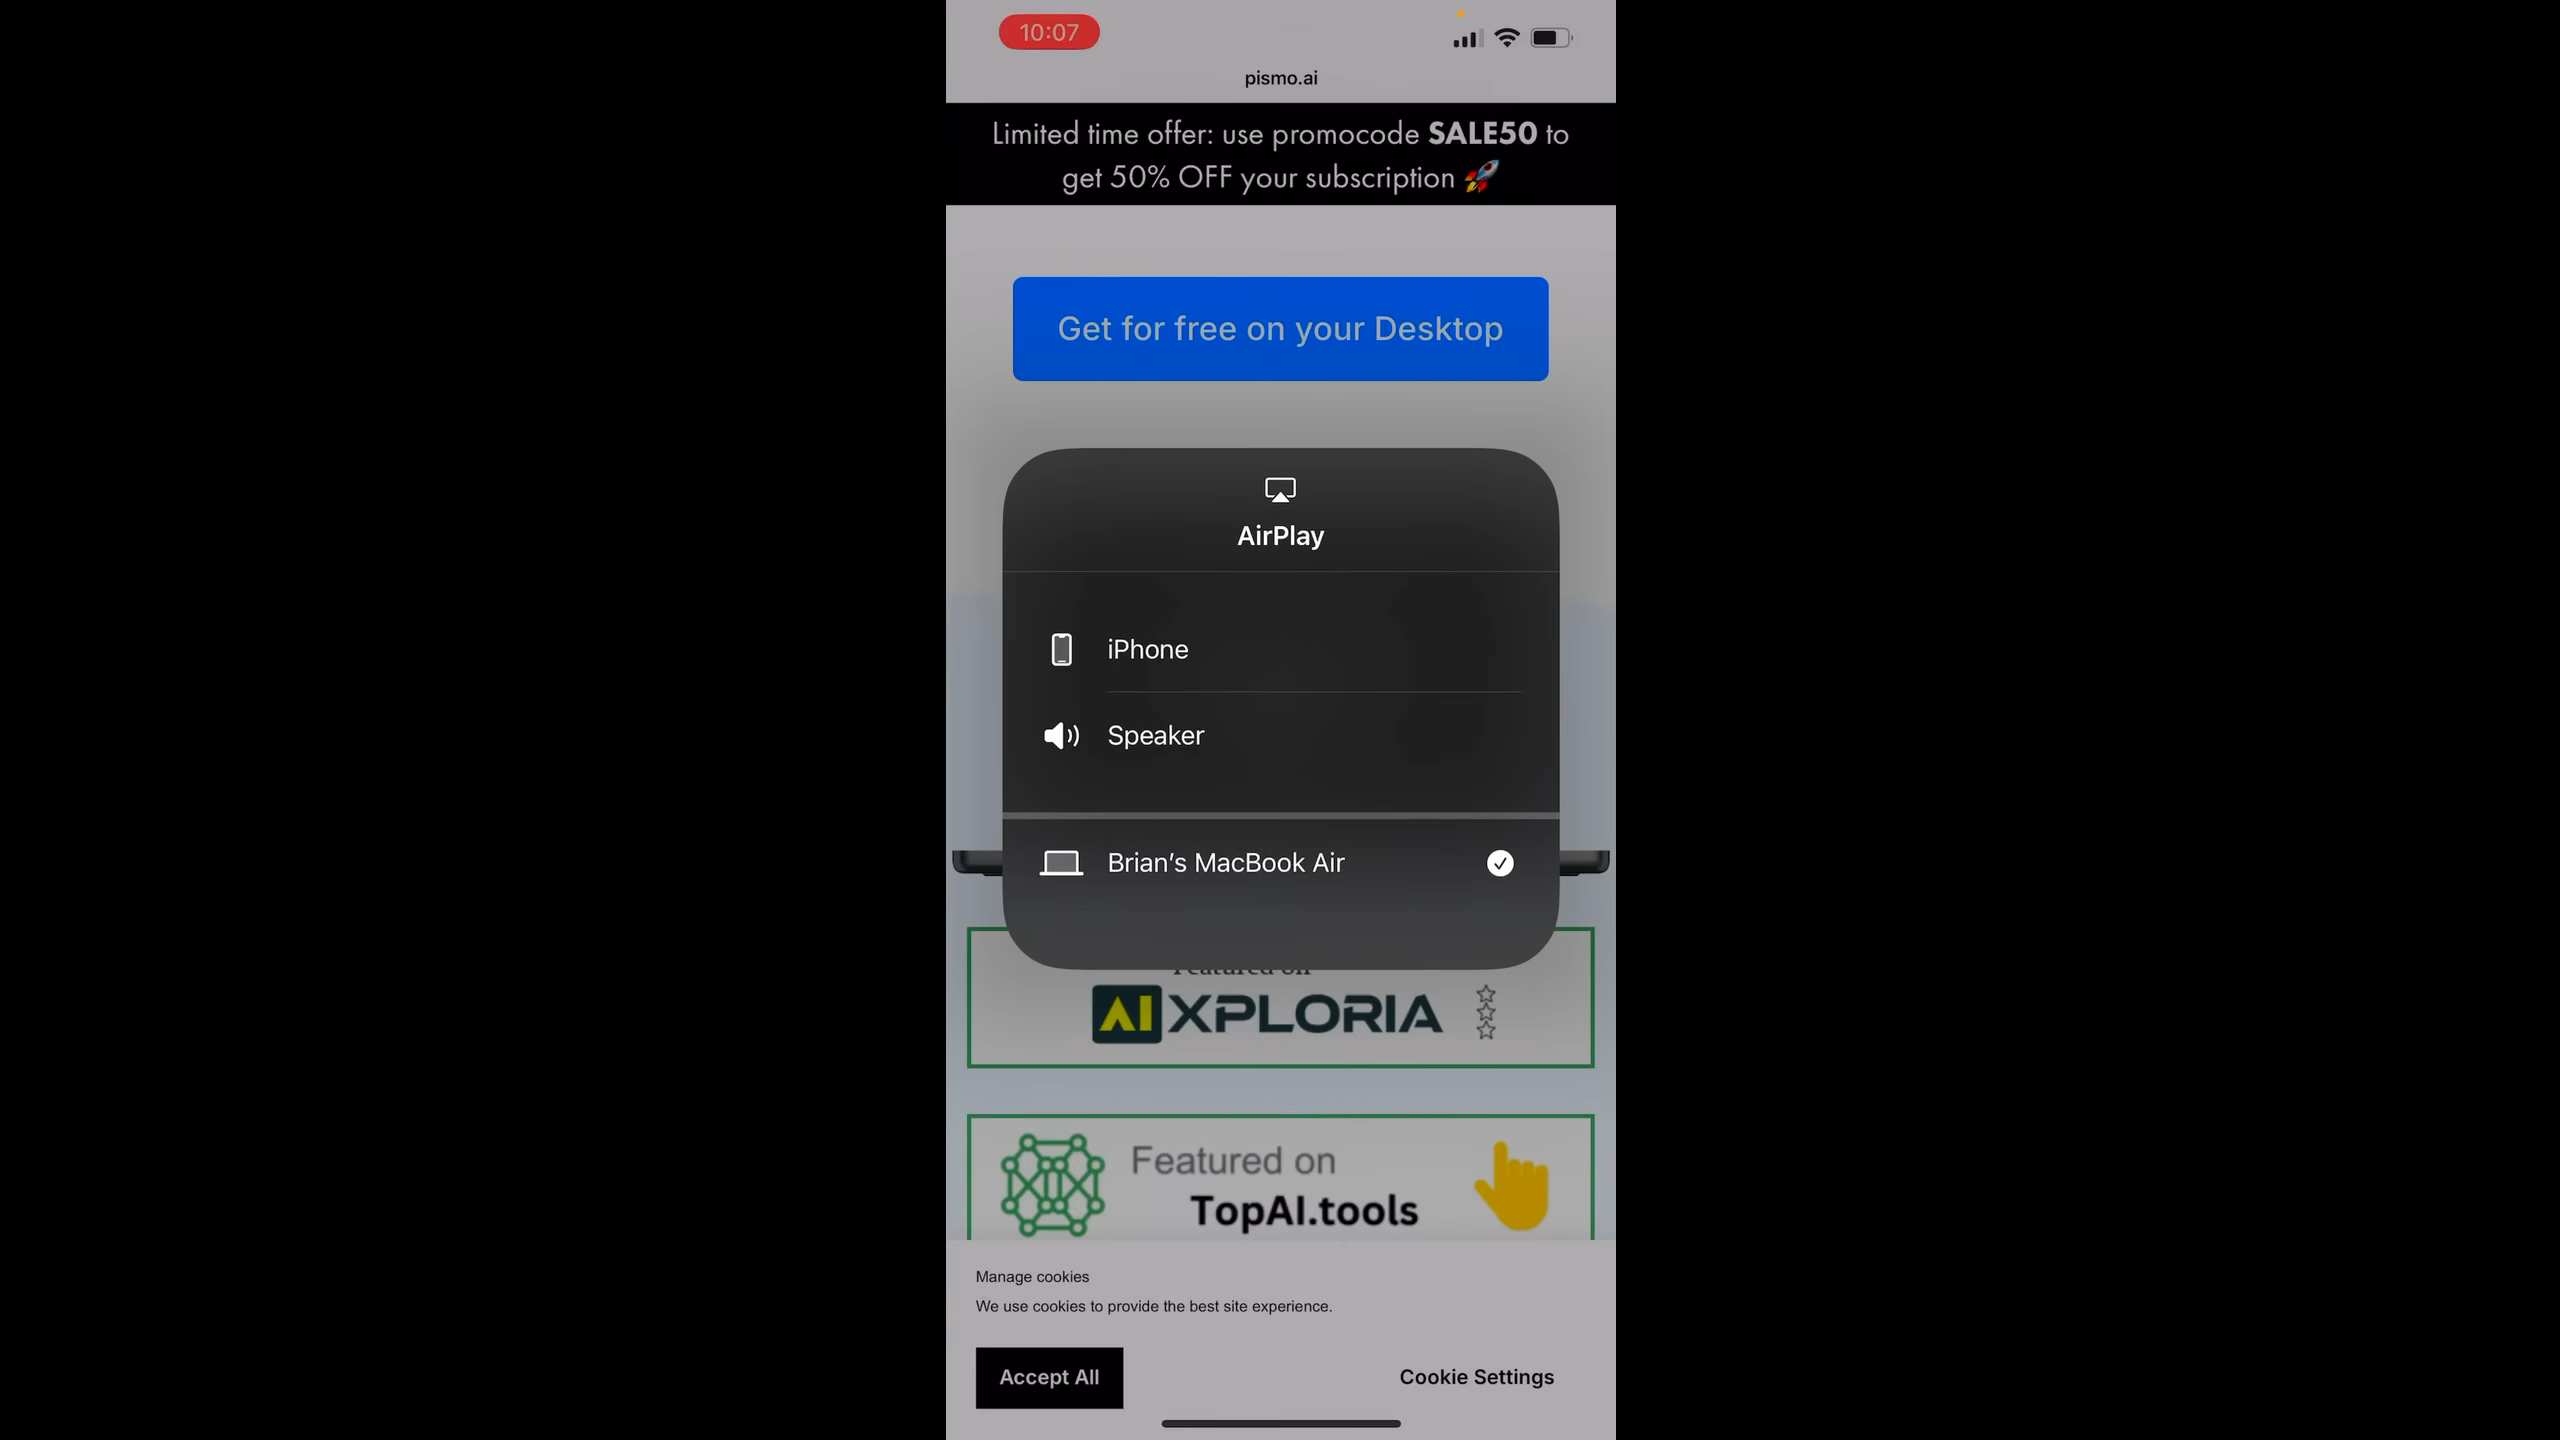 10:07
pismo.ai
Limited time offer: use promocode SALE50 to
get 50% OFF your subscription 🚀
Get for free on your Desktop
AirPlay
iPhone
Speaker
Brian's MacBook Air
Featured on
AIXPLORIA
Featured on
TopAI.tools
Manage cookies
We use cookies to provide the best site experience.
Accept All
Cookie Settings